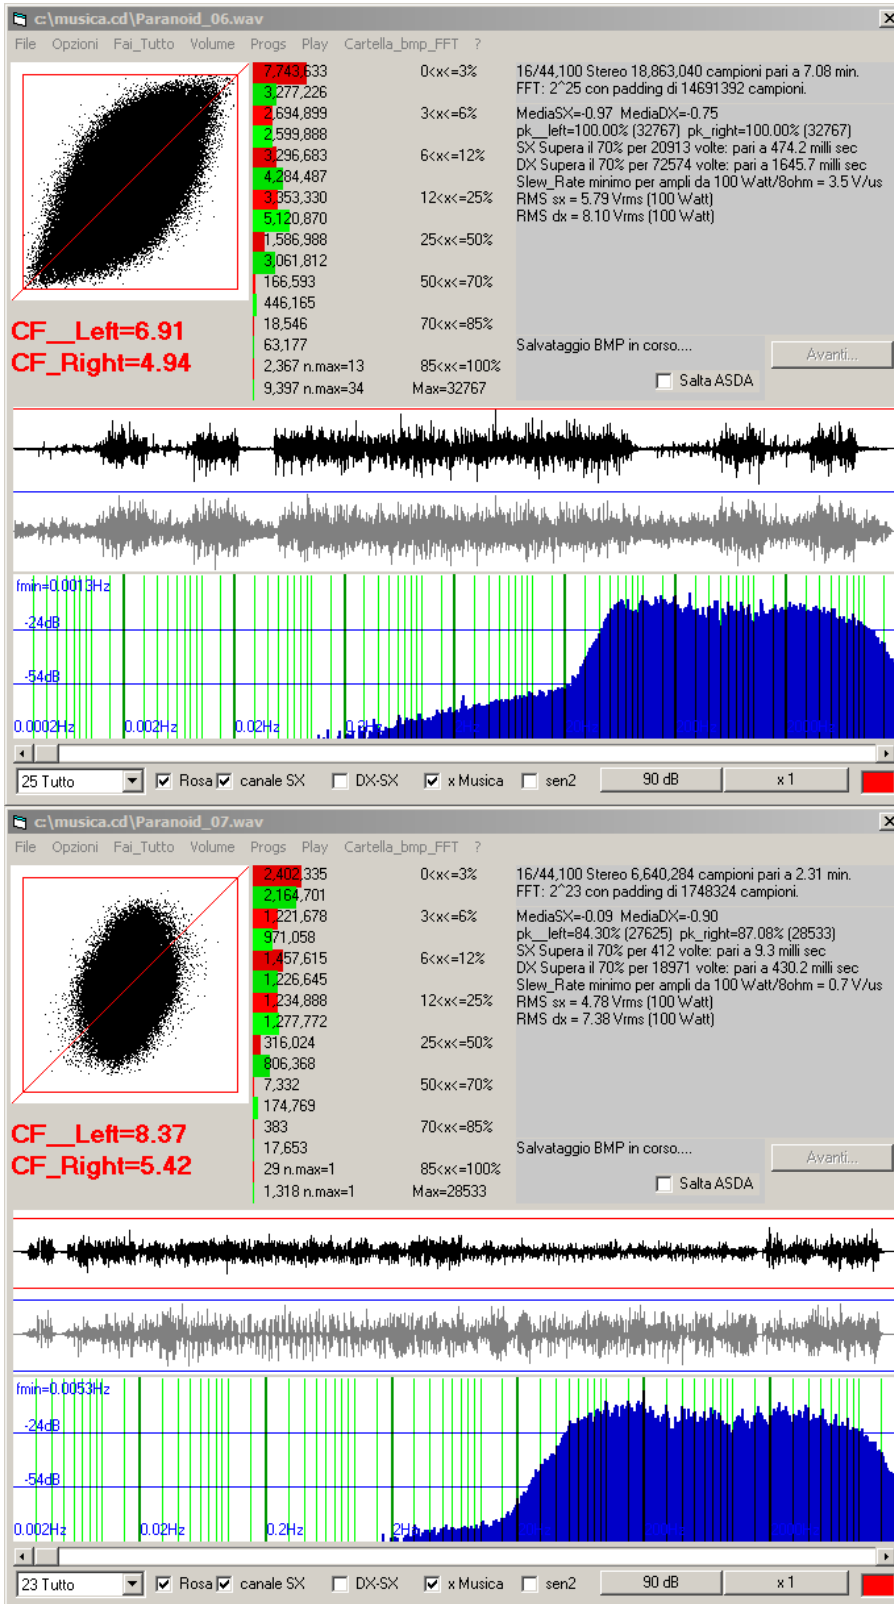 c:\musica.cd\Paranoid_06.wav
File Opzioni Fai_Tutto Volume Progs Play Cartella_bmp_FFT ?
7,743,633 0<x<=3%
3,277,226
2,694,899 3<x<=6%
2,599,888
3,296,683 6<x<=12%
4,284,487
3,353,330 12<x<=25%
5,120,870
1,586,988 25<x<=50%
3,061,812
166,593 50<x<=70%
446,165
18,546 70<x<=85%
63,177
2,367 n.max=13 85<x<=100%
9,397 n.max=34 Max=32767
16/44,100 Stereo 18,863,040 campioni pari a 7.08 min.
FFT: 2^25 con padding di 14691392 campioni.
MediaSX=-0.97 MediaDX=-0.75
pk__left=100.00% (32767) pk_right=100.00% (32767)
SX Supera il 70% per 20913 volte: pari a 474.2 milli sec
DX Supera il 70% per 72574 volte: pari a 1645.7 milli sec
Slew_Rate minimo per ampli da 100 Watt/8ohm = 3.5 V/us
RMS sx = 5.79 Vrms (100 Watt)
RMS dx = 8.10 Vrms (100 Watt)
CF__Left=6.91
CF_Right=4.94
Salvataggio BMP in corso....
Avanti...
Salta ASDA
fmin=0.0013Hz
-24dB
-54dB
0.0002Hz 0.002Hz 0.02Hz 0.3Hz
25 Tutto Rosa canale SX DX-SX x Musica sen2 90 dB x 1
c:\musica.cd\Paranoid_07.wav
File Opzioni Fai_Tutto Volume Progs Play Cartella_bmp_FFT ?
2,402,335 0<x<=3%
2,164,701
1,221,678 3<x<=6%
971,058
1,457,615 6<x<=12%
1,226,645
1,234,888 12<x<=25%
1,277,772
316,024 25<x<=50%
806,368
7,332 50<x<=70%
174,769
383 70<x<=85%
17,653
29 n.max=1 85<x<=100%
1,318 n.max=1 Max=28533
16/44,100 Stereo 6,640,284 campioni pari a 2.31 min.
FFT: 2^23 con padding di 1748324 campioni.
MediaSX=-0.09 MediaDX=-0.90
pk__left=84.30% (27625) pk_right=87.08% (28533)
SX Supera il 70% per 412 volte: pari a 9.3 milli sec
DX Supera il 70% per 18971 volte: pari a 430.2 milli sec
Slew_Rate minimo per ampli da 100 Watt/8ohm = 0.7 V/us
RMS sx = 4.78 Vrms (100 Watt)
RMS dx = 7.38 Vrms (100 Watt)
CF__Left=8.37
CF_Right=5.42
Salvataggio BMP in corso....
Avanti...
Salta ASDA
fmin=0.0053Hz
-24dB
-54dB
0.002Hz 0.02Hz 0.2Hz 2Hz
23 Tutto Rosa canale SX DX-SX x Musica sen2 90 dB x 1